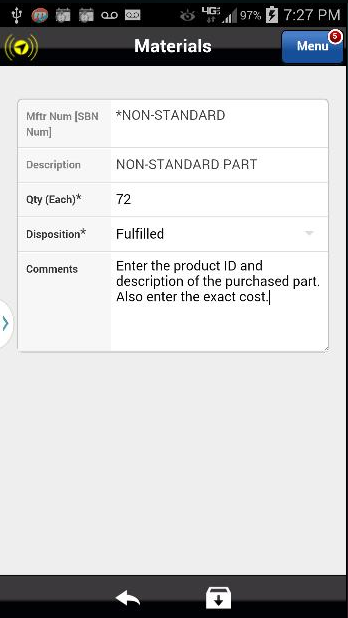 4G 97% 7:27 PM
Materials
Menu
5
Mftr Num [SBN
Num]
*NON-STANDARD
Description
NON-STANDARD PART
Qty (Each)*
72
Disposition*
Fulfilled
Comments
Enter the product ID and
description of the purchased part.
Also enter the exact cost.